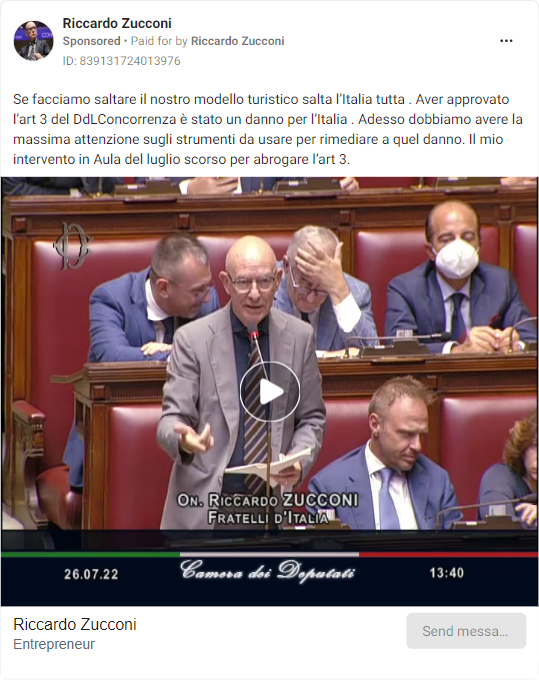 Riccardo Zucconi
Sponsored • Paid for by Riccardo Zucconi
ID: 839131724013976
Se facciamo saltare il nostro modello turistico salta l'Italia tutta . Aver approvato
l'art 3 del DdLConcorrenza è stato un danno per l'Italia . Adesso dobbiamo avere la
massima attenzione sugli strumenti da usare per rimediare a quel danno. Il mio
intervento in Aula del luglio scorso per abrogare l'art 3.
ON. RICCARDO ZUCCONI
FRATELLI D'ITALIA
26.07.22 Camera dei Deputati 13:40
Riccardo Zucconi
Entrepreneur
Send messa...